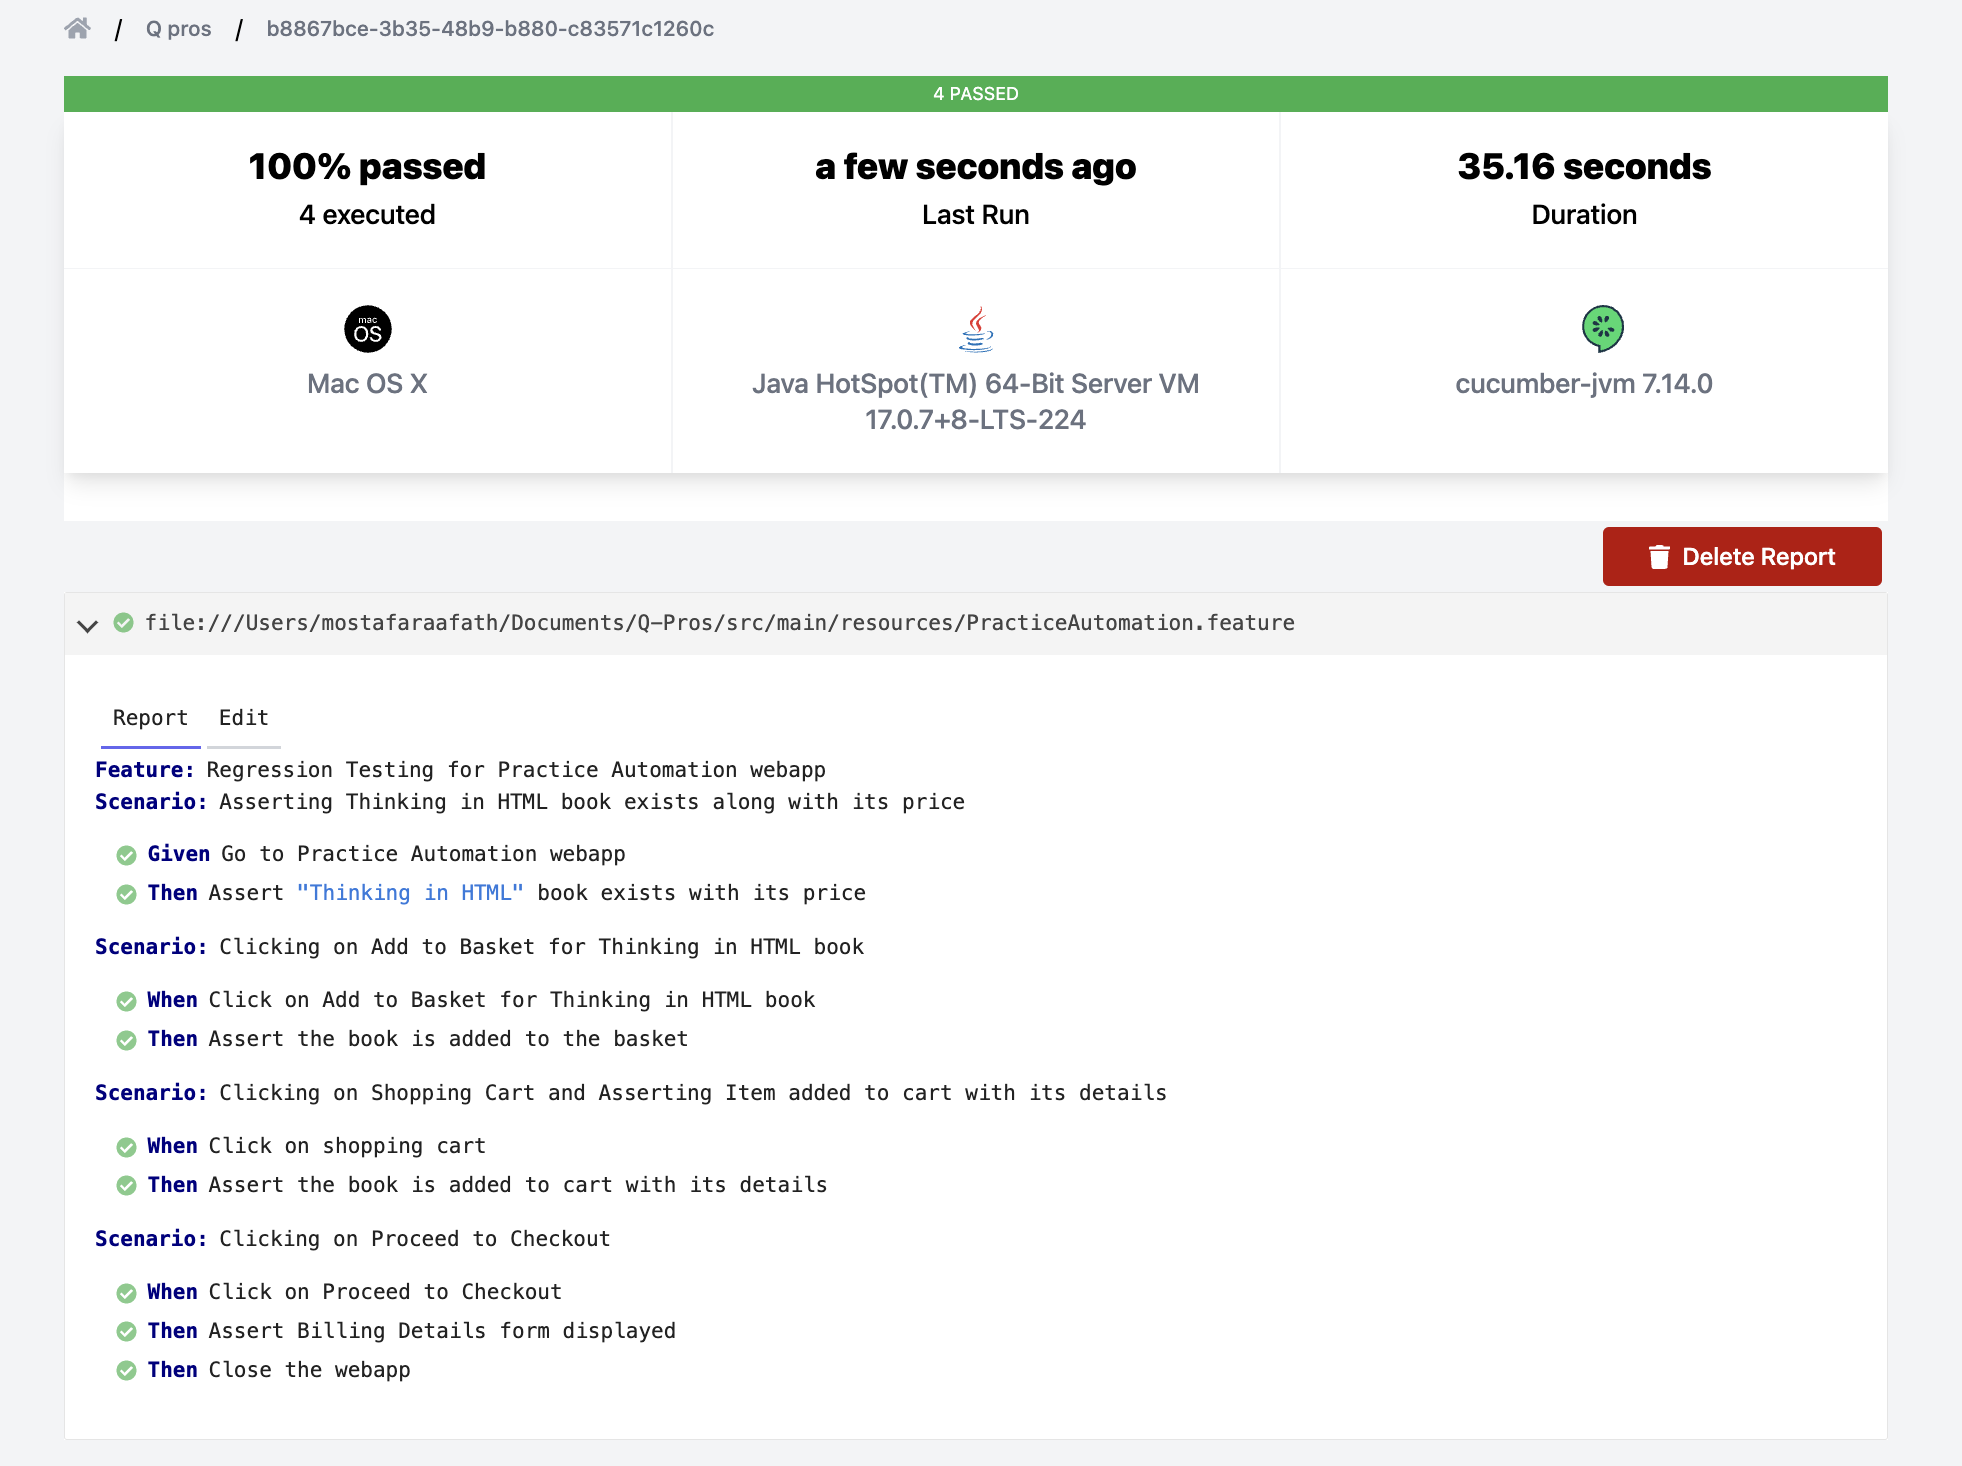 / Q pros / b8867bce-3b35-48b9-b880-c83571c1260c
4 PASSED
100% passed
4 executed
a few seconds ago
Last Run
35.16 seconds
Duration
mac
OS
Mac OS X
Java HotSpot(TM) 64-Bit Server VM
17.0.7+8-LTS-224
cucumber-jvm 7.14.0
Delete Report
file:///Users/mostafaraafath/Documents/Q-Pros/src/main/resources/PracticeAutomation.feature
Report Edit
Feature: Regression Testing for Practice Automation webapp
Scenario: Asserting Thinking in HTML book exists along with its price
Given Go to Practice Automation webapp
Then Assert "Thinking in HTML" book exists with its price
Scenario: Clicking on Add to Basket for Thinking in HTML book
When Click on Add to Basket for Thinking in HTML book
Then Assert the book is added to the basket
Scenario: Clicking on Shopping Cart and Asserting Item added to cart with its details
When Click on shopping cart
Then Assert the book is added to cart with its details
Scenario: Clicking on Proceed to Checkout
When Click on Proceed to Checkout
Then Assert Billing Details form displayed
Then Close the webapp